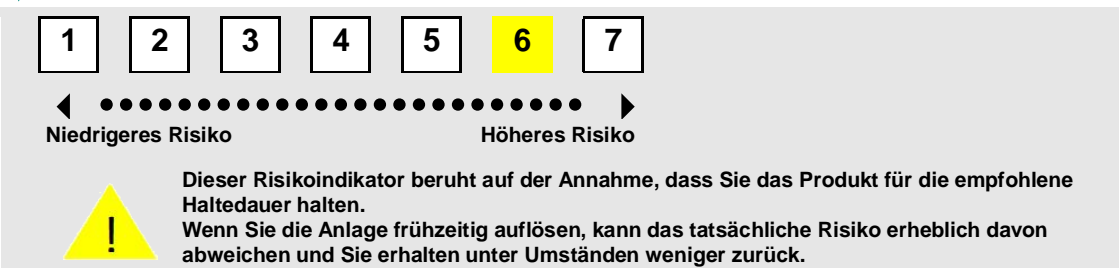 1 2 3 4 5 6 7
Niedrigeres Risiko Höheres Risiko
Dieser Risikoindikator beruht auf der Annahme, dass Sie das Produkt für die empfohlene
Haltedauer halten.
! Wenn Sie die Anlage frühzeitig auflösen, kann das tatsächliche Risiko erheblich davon
abweichen und Sie erhalten unter Umständen weniger zurück.